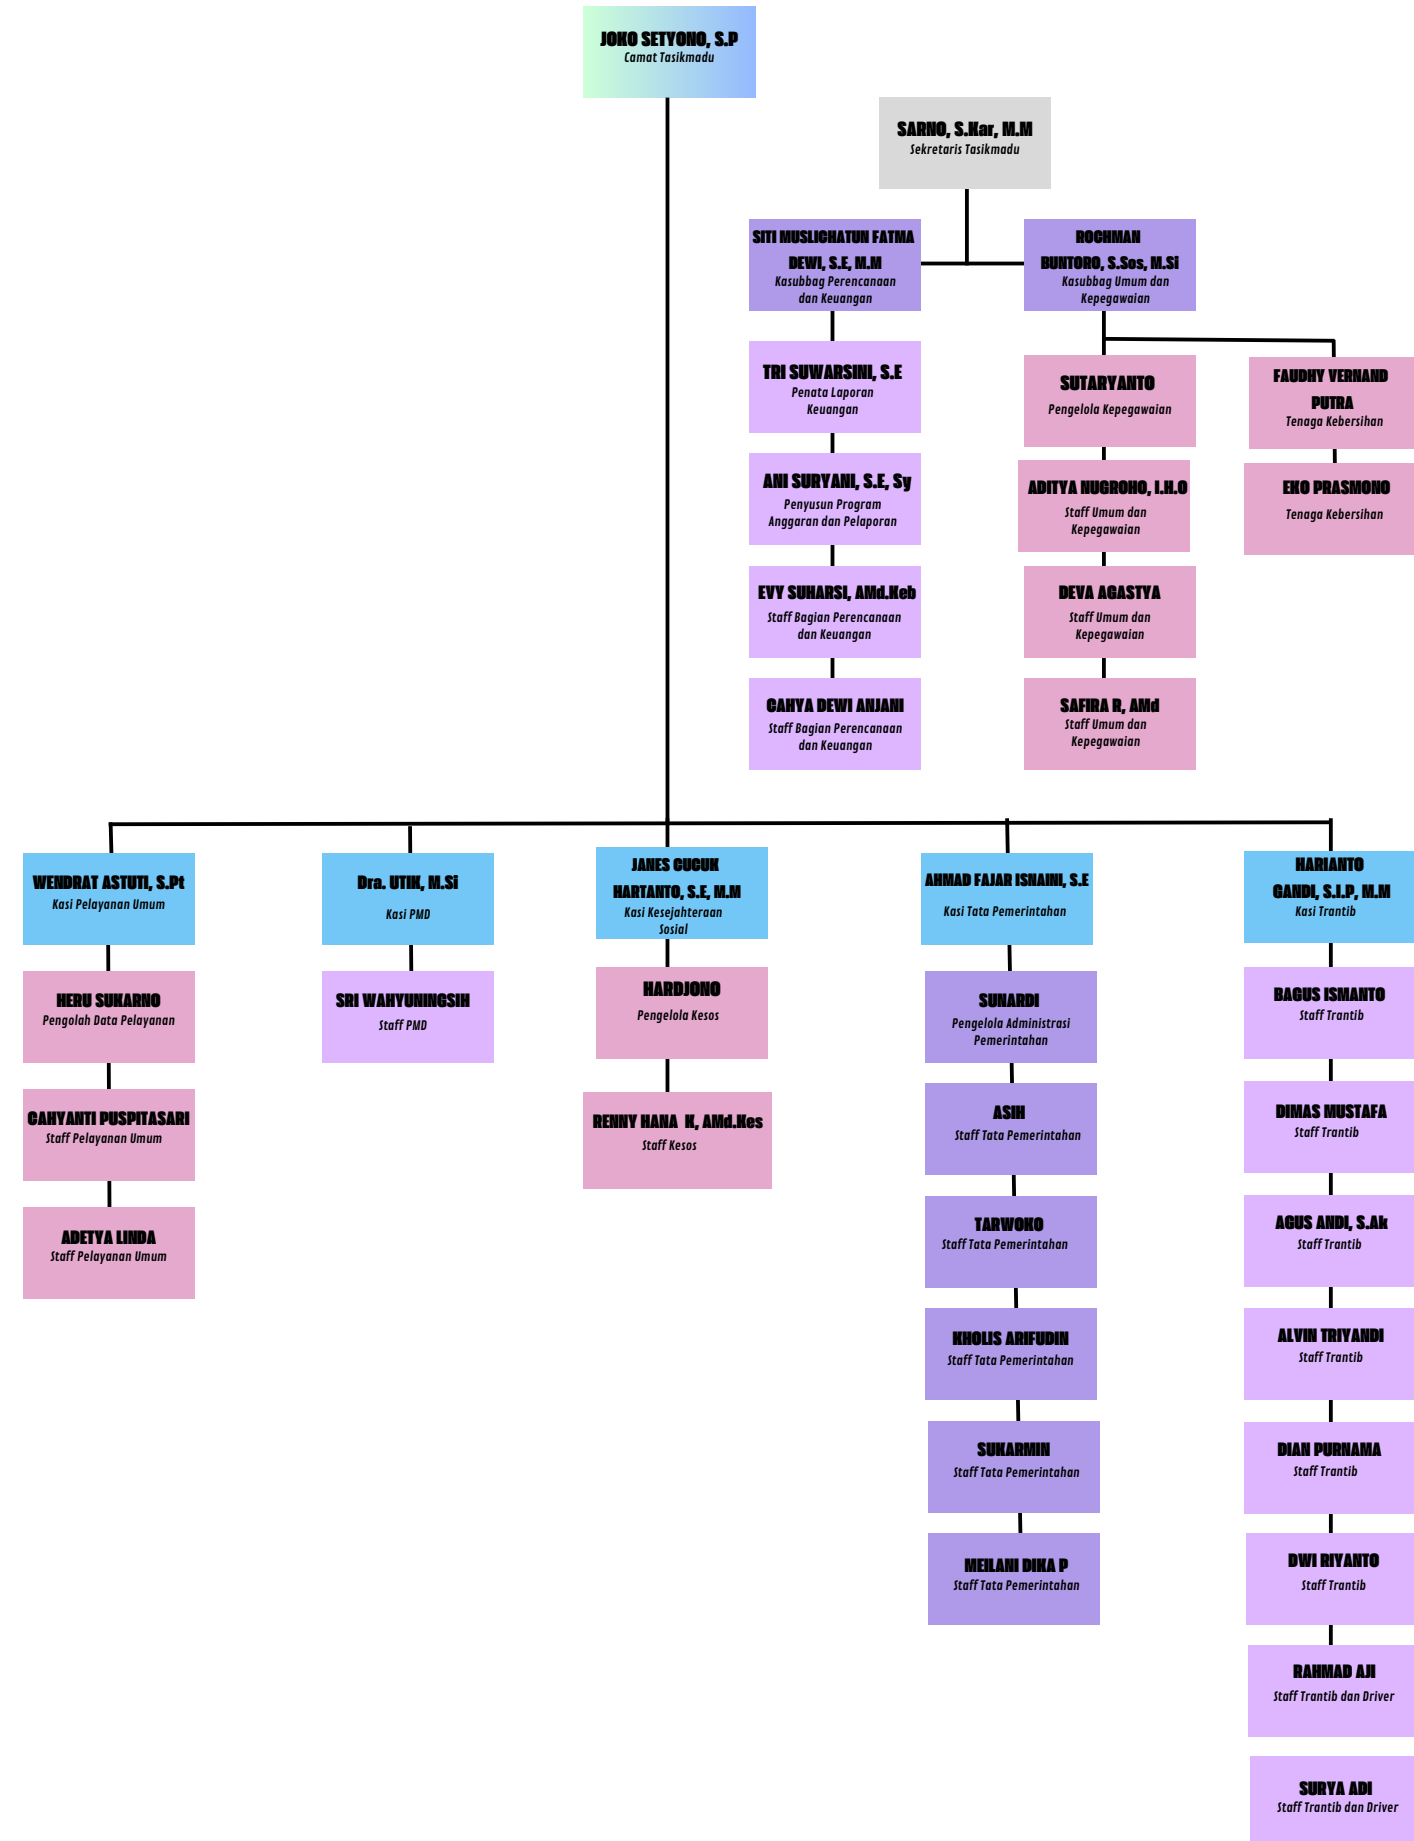 JOKO SETYONO, S.P
Camat Tasikmadu
SARNO, S.Kar, M.M
Sekretaris Tasikmadu
SITI MUSLICHATUN FATMA
DEWI, S.E, M.M
Kasubbag Perencanaan
dan Keuangan
ROCHMAN
BUNTORO, S.Sos, M.Si
Kasubbag Umum dan
Kepegawaian
TRI SUWARSINI, S.E
Penata Laporan
Keuangan
ANI SURYANI, S.E, Sy
Penyusun Program
Anggaran dan Pelaporan
EVY SUHARSI, AMd.Keb
Staff Bagian Perencanaan
dan Keuangan
CAHYA DEWI ANJANI
Staff Bagian Perencanaan
dan Keuangan
SUTARYANTO
Pengelola Kepegawaian
ADITYA NUGROHO, I.H.O
Staff Umum dan
Kepegawaian
DEVA AGASTYA
Staff Umum dan
Kepegawaian
SAFIRA R, AMd
Staff Umum dan
Kepegawaian
FAUDHY VERNAND
PUTRA
Tenaga Kebersihan
EKO PRASMONO
Tenaga Kebersihan
WENDRAT ASTUTI, S.Pt
Kasi Pelayanan Umum
HERU SUKARNO
Pengolah Data Pelayanan
CAHYANTI PUSPITASARI
Staff Pelayanan Umum
ADETYA LINDA
Staff Pelayanan Umum
Dra. UTIK, M.Si
Kasi PMD
SRI WAHYUNINGSIH
Staff PMD
JANES CUCUK
HARTANTO, S.E, M.M
Kasi Kesejahteraan
Sosial
HARDJONO
Pengelola Kesos
RENNY HANA K, AMd.Kes
Staff Kesos
AHMAD FAJAR ISNAINI, S.E
Kasi Tata Pemerintahan
SUNARDI
Pengelola Administrasi
Pemerintahan
ASIH
Staff Tata Pemerintahan
TARWOKO
Staff Tata Pemerintahan
KHOLIS ARIFUDIN
Staff Tata Pemerintahan
SUKARMIN
Staff Tata Pemerintahan
MEILANI DIKA P
Staff Tata Pemerintahan
HARIANTO
GANDI, S.I.P, M.M
Kasi Trantib
BAGUS ISMANTO
Staff Trantib
DIMAS MUSTAFA
Staff Trantib
AGUS ANDI, S.Ak
Staff Trantib
ALVIN TRIYANDI
Staff Trantib
DIAN PURNAMA
Staff Trantib
DWI RIYANTO
Staff Trantib
RAHMAD AJI
Staff Trantib dan Driver
SURYA ADI
Staff Trantib dan Driver